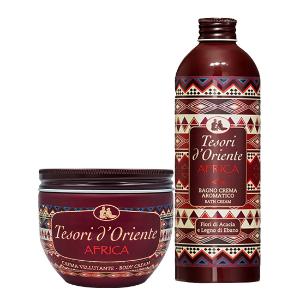 Tesori
d'Oriente
AFRICA
BAGNO CREMA
AROMATICO
BATH CREAM
Fiori di Acacia
e Legno di Ebano
Tesori d'Oriente
AFRICA
CREMA VELLUTANTE - BODY CREAM